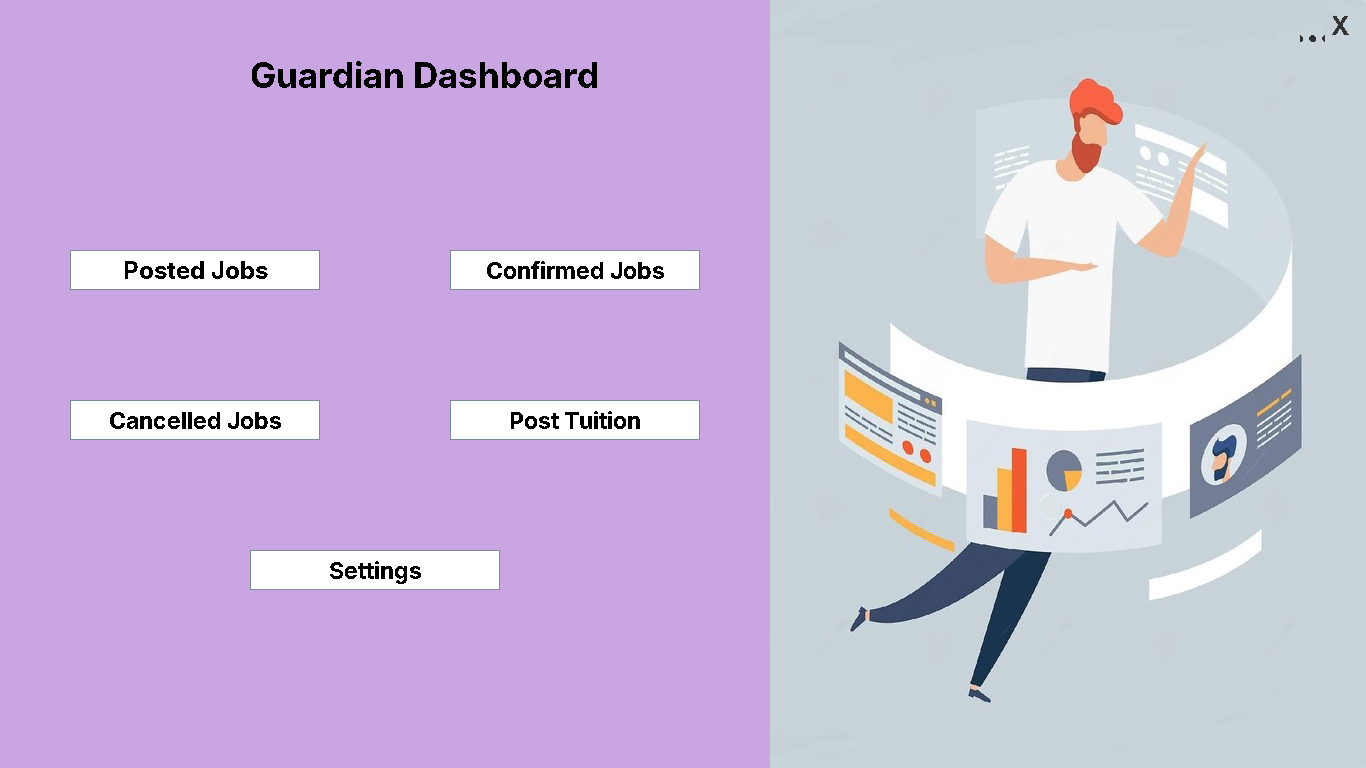 Guardian Dashboard
... X
Posted Jobs
Confirmed Jobs
Cancelled Jobs
Post Tuition
Settings